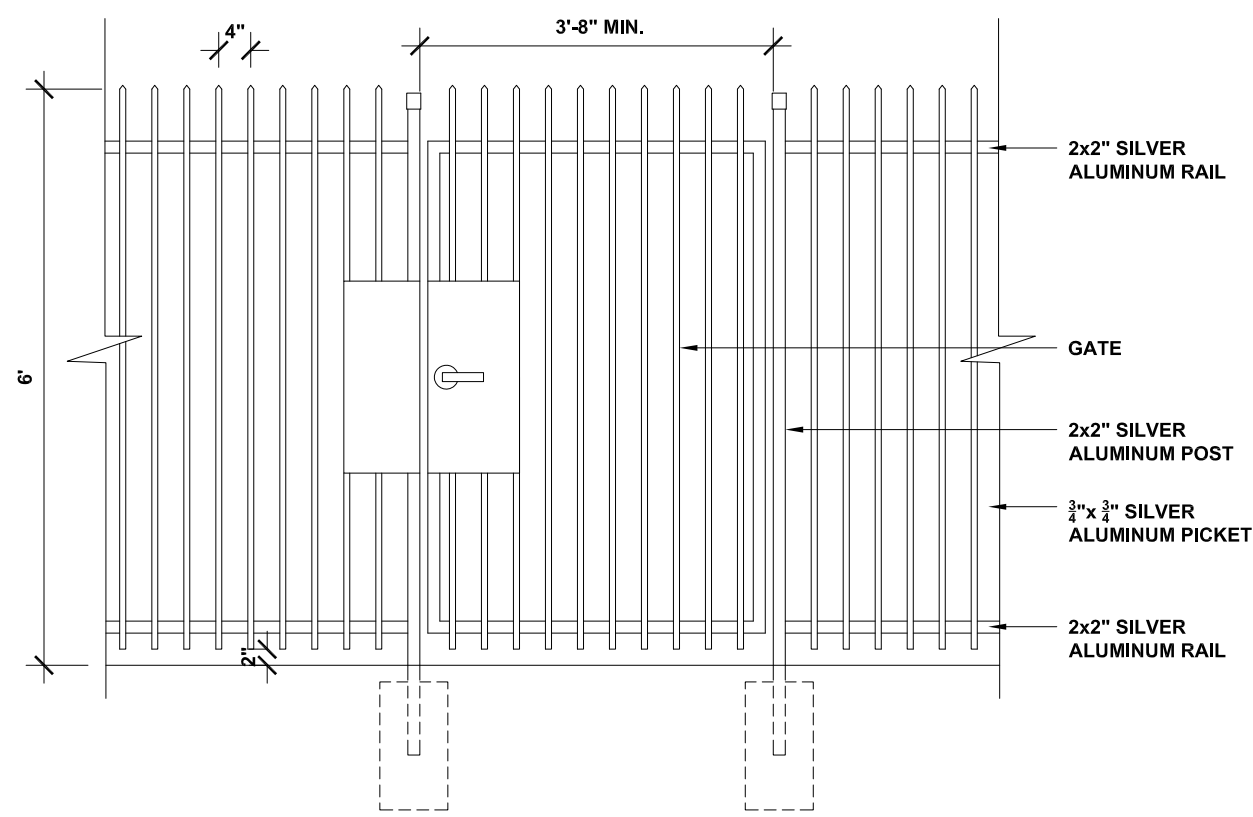 4"
3'-8" MIN.
2x2" SILVER
ALUMINUM RAIL
GATE
6'
2x2" SILVER
ALUMINUM POST
3/4"x 3/4" SILVER
ALUMINUM PICKET
2x2" SILVER
ALUMINUM RAIL
2"